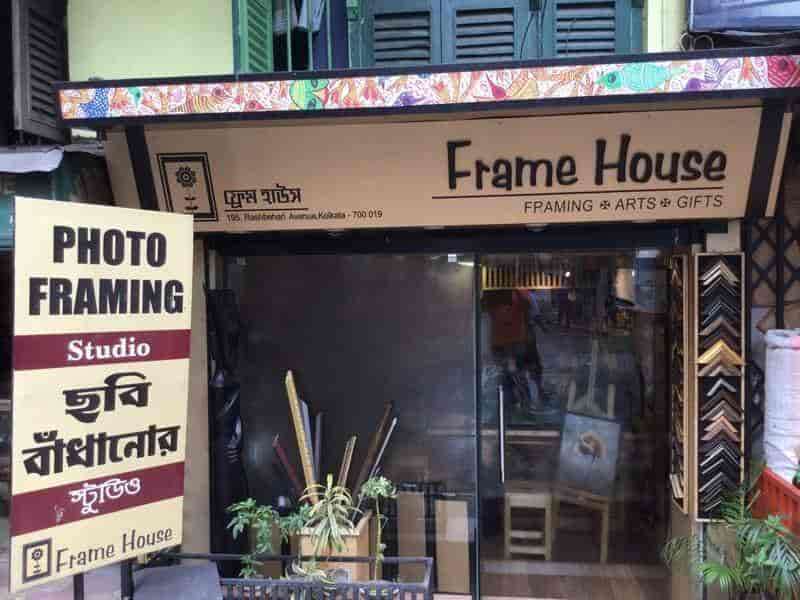 Frame House
FRAMING ✠ ARTS ✠ GIFTS
ফ্রেম হাউস
195, Rashbehari Avenue, Kolkata - 700 019
PHOTO
FRAMING
Studio
ছবি
বাঁধানোর
স্টুডিও
Frame House